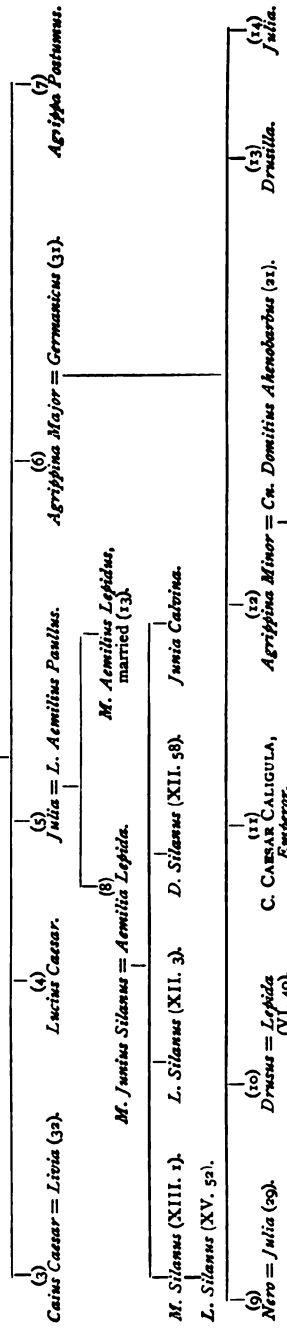 (3)
Caius Caesar = Livia (32).
(4)
Lucius Caesar.
(5)
Julia = L. Aemilius Paullus.
(6)
Agrippina Major = Germanicus (31).
(7)
Agrippa Postumus.
(8)
M. Junius Silanus = Aemilia Lepida.
M. Aemilius Lepidus,
married (13).
M. Silanus (XIII. 1).
L. Silanus (XII. 3).
D. Silanus (XII. 58).
Junia Calvina.
L. Silanus (XV. 52).
(9)
Nero = Julia (29).
(10)
Drusus = Lepida
(VI. 40).
(11)
C. CAESAR CALIGULA,
Emperor.
(12)
Agrippina Minor = Cn. Domitius Ahenobarbus (21).
(13)
Drusilla.
(14)
Julia.